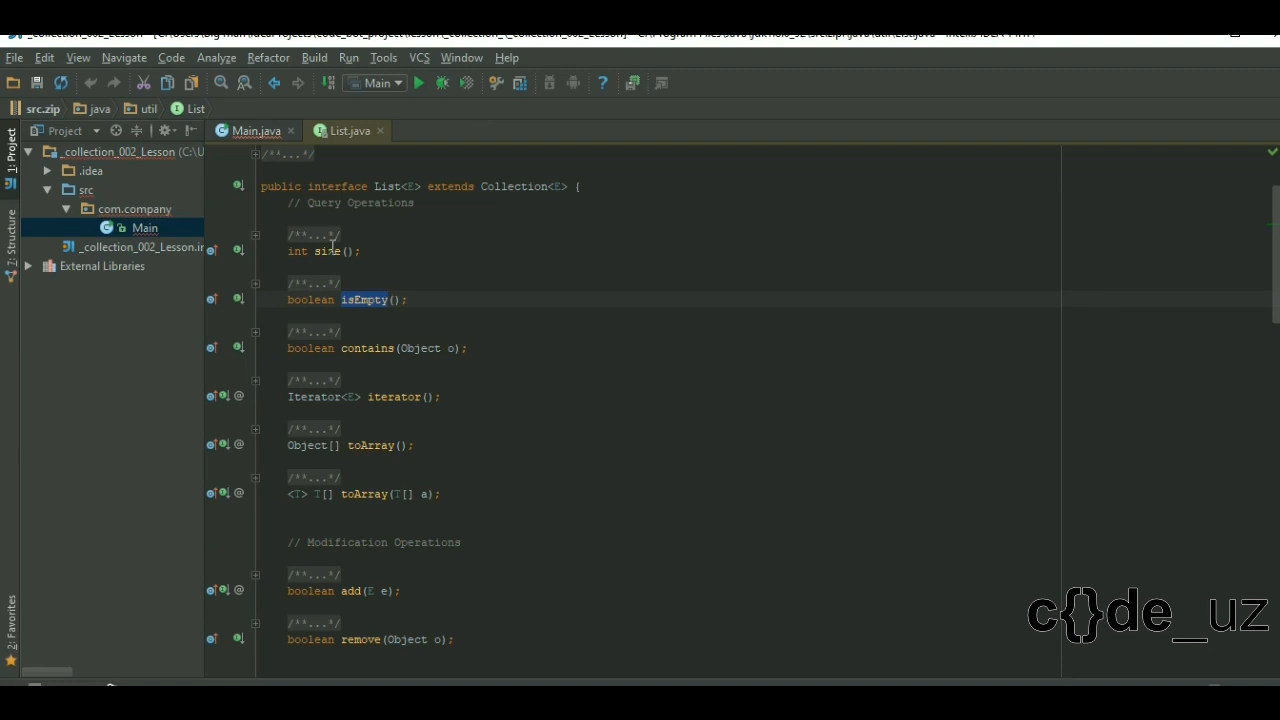 File Edit View Navigate Code Analyze Refactor Build Run Tools VCS Window Help
Main
src.zip java util List
Project Main.java List.java
1: Project
_collection_002_Lesson (C:\U
.idea
src
com.company
Main
_collection_002_Lesson.ir
External Libraries
7: Structure
2: Favorites
/**...*/
public interface List<E> extends Collection<E> {
// Query Operations
/**...*/
int size();
/**...*/
boolean isEmpty();
/**...*/
boolean contains(Object o);
/**...*/
Iterator<E> iterator();
/**...*/
Object[] toArray();
/**...*/
<T> T[] toArray(T[] a);
// Modification Operations
/**...*/
boolean add(E e);
/**...*/
boolean remove(Object o);
c{}de_uz